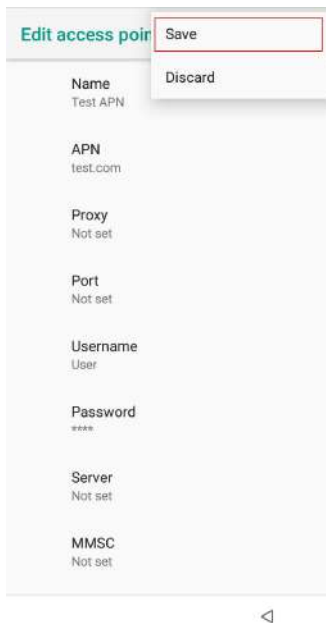 Edit access poin
Save
Discard
Name
Test APN
APN
test.com
Proxy
Not set
Port
Not set
Username
User
Password
****
Server
Not set
MMSC
Not set